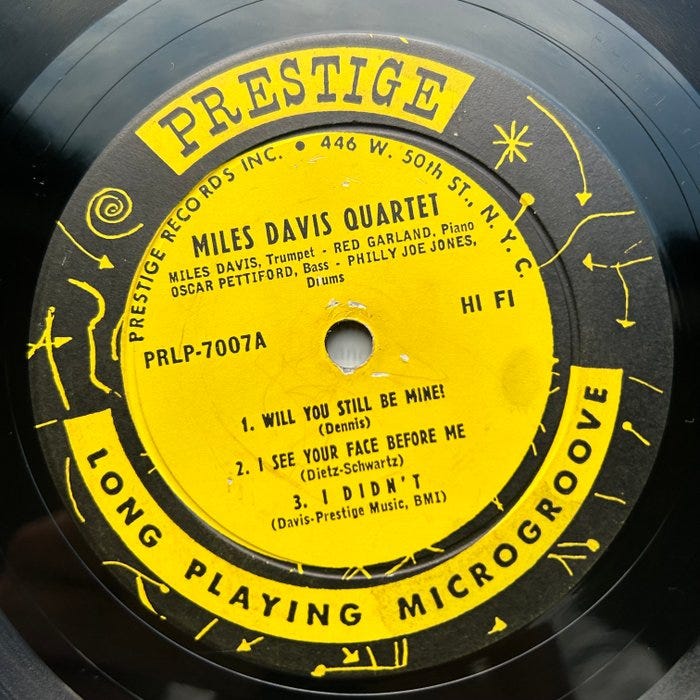 PRESTIGE
PRESTIGE RECORDS INC. • 446 W. 50th ST., N.Y.C.
MILES DAVIS QUARTET
MILES DAVIS, Trumpet - RED GARLAND, Piano
OSCAR PETTIFORD, Bass - PHILLY JOE JONES,
Drums
HI FI
PRLP-7007A
1. WILL YOU STILL BE MINE?
(Dennis)
2. I SEE YOUR FACE BEFORE ME
(Dietz-Schwartz)
3. I DIDN'T
(Davis-Prestige Music, BMI)
LONG PLAYING MICROGROOVE